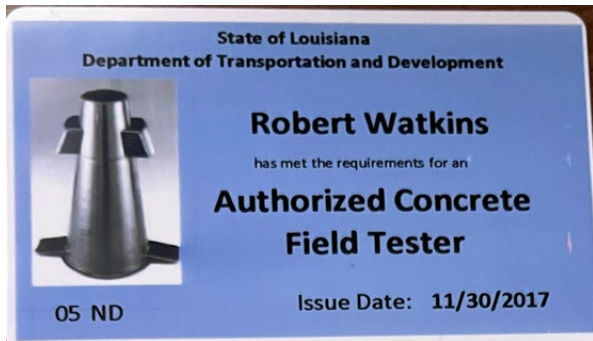 State of Louisiana
Department of Transportation and Development
Robert Watkins
has met the requirements for an
Authorized Concrete
Field Tester
05 ND
Issue Date: 11/30/2017